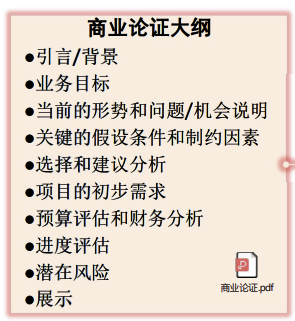 商业论证大纲
●引言/背景
●业务目标
●当前的形势和问题/机会说明
●关键的假设条件和制约因素
●选择和建议分析
●项目的初步需求
●预算评估和财务分析
●进度评估
●潜在风险
●展示
商业论证.pdf